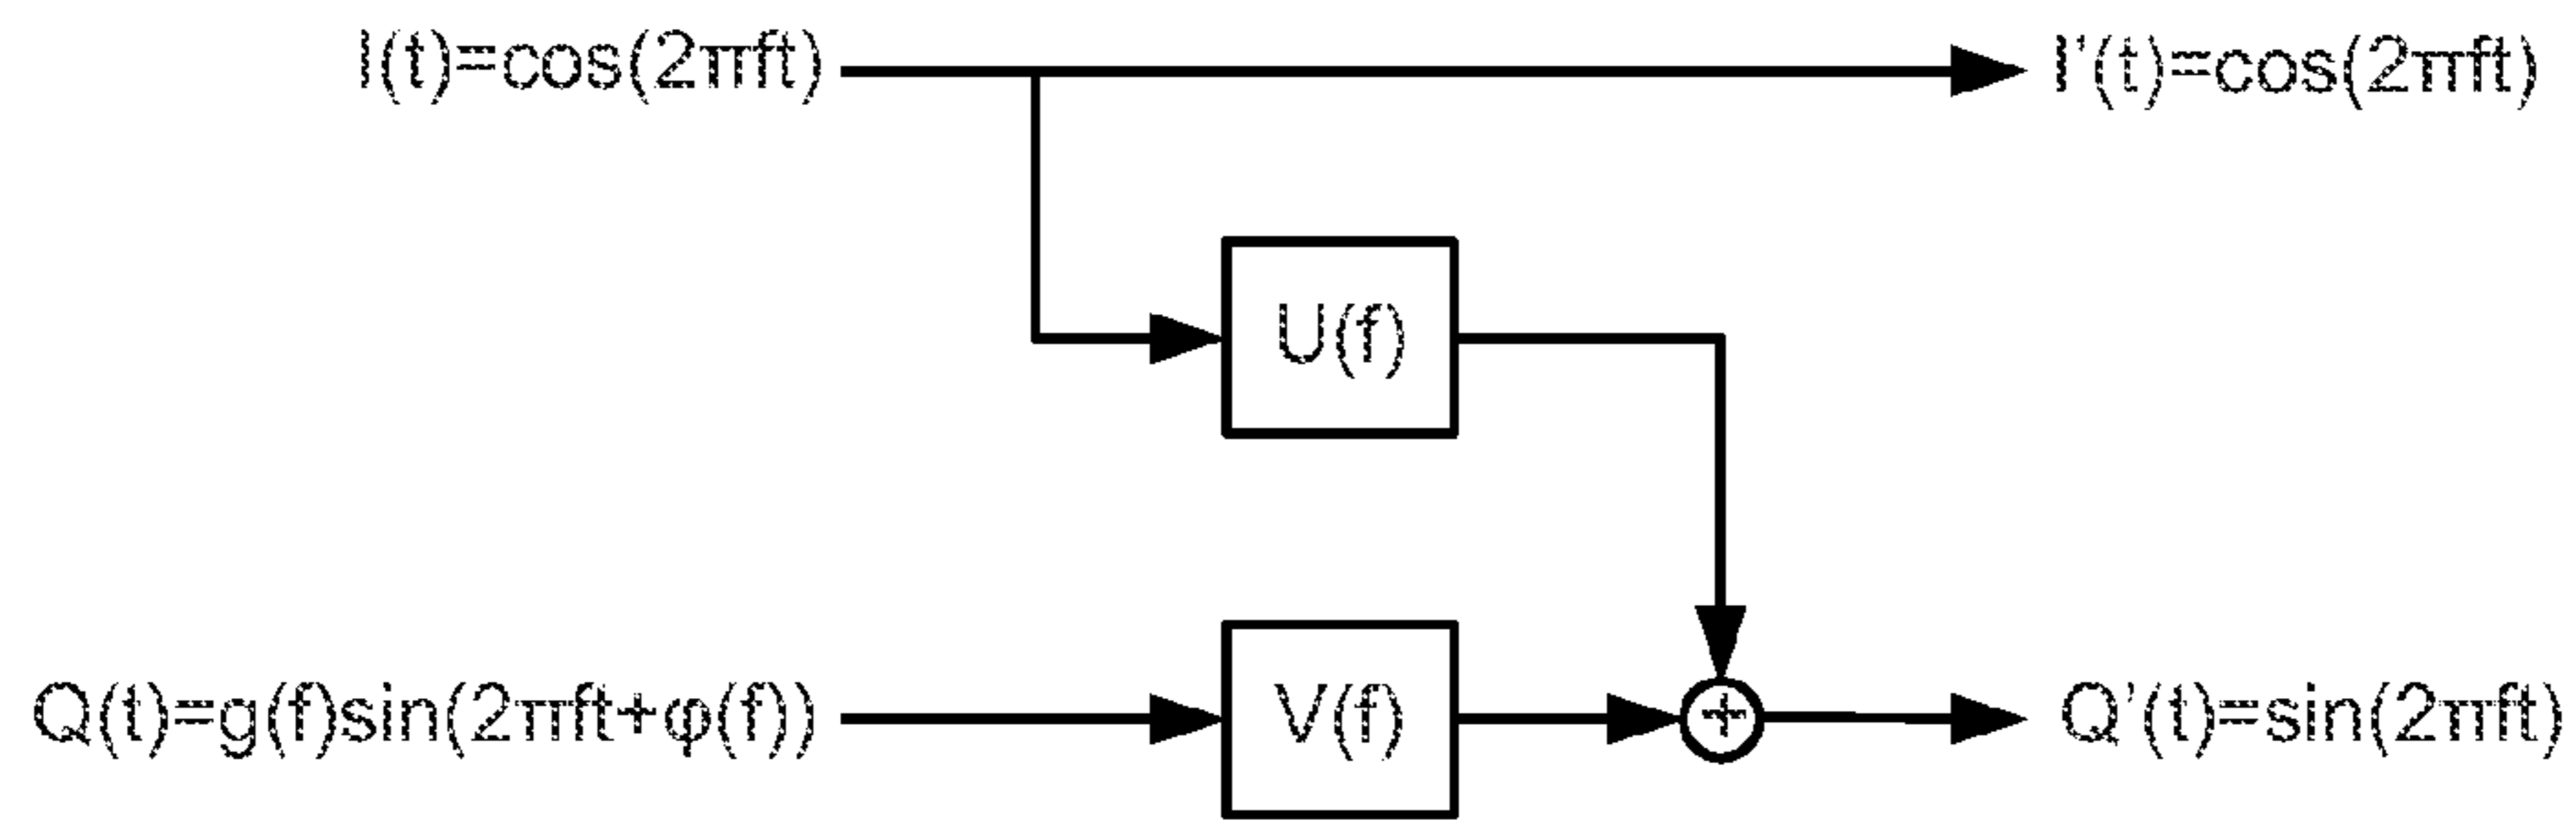 I(t)=cos(2πft)
I'(t)=cos(2πft)
U(f)
Q(t)=g(f)sin(2πft+φ(f))
V(f)
+
Q'(t)=sin(2πft)